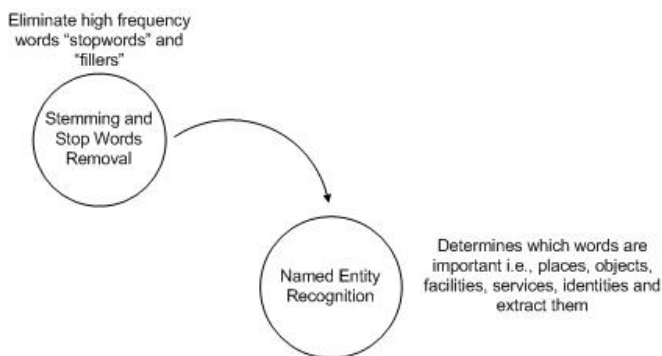 Eliminate high frequency
words “stopwords” and
“fillers”
Stemming and
Stop Words
Removal
Named Entity
Recognition
Determines which words are
important i.e., places, objects,
facilities, services, identities and
extract them